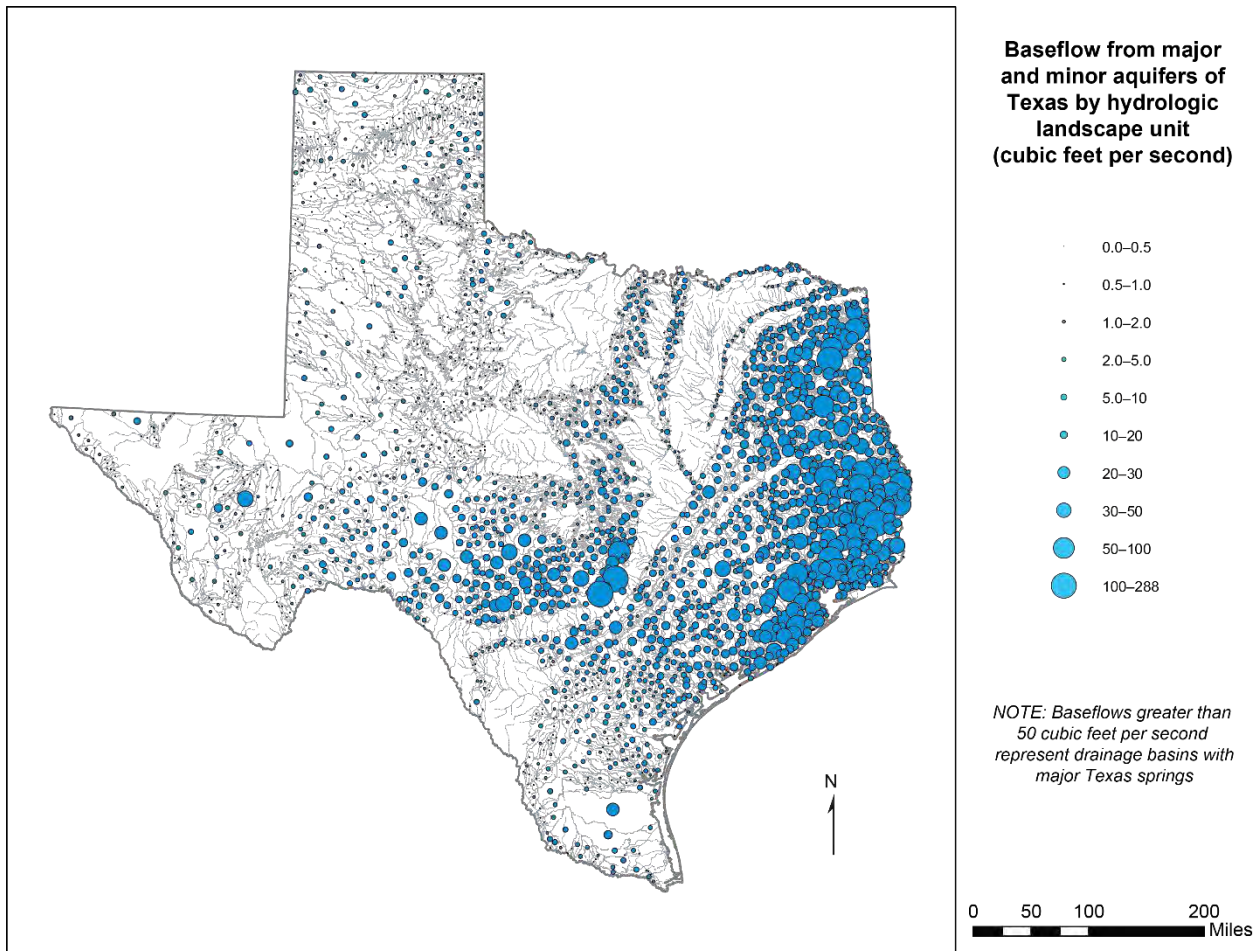 Baseflow from major
and minor aquifers of
Texas by hydrologic
landscape unit
(cubic feet per second)
0.0–0.5
0.5–1.0
1.0–2.0
2.0–5.0
5.0–10
10–20
20–30
30–50
50–100
100–288
NOTE: Baseflows greater than
50 cubic feet per second
represent drainage basins with
major Texas springs
N
0 50 100 200
Miles